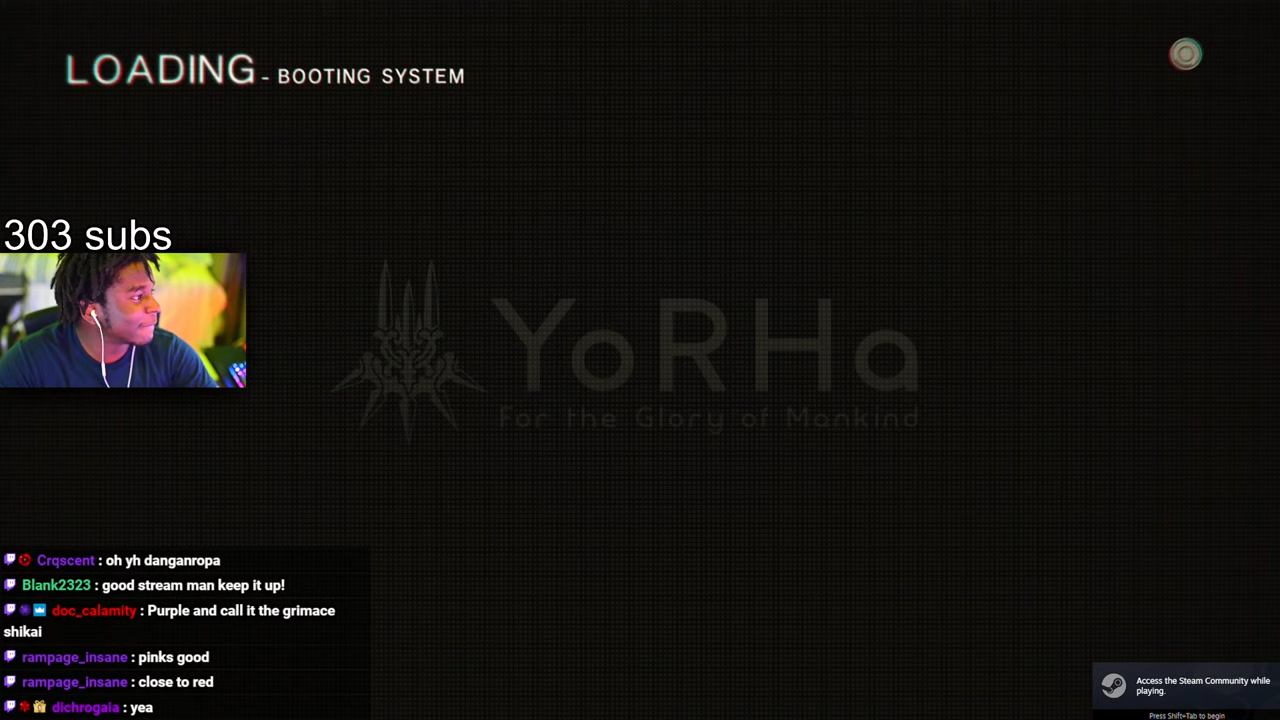 LOADING - BOOTING SYSTEM
303 subs
YoRHa
For the Glory of Mankind
Crqscent : oh yh danganropa
Blank2323 : good stream man keep it up!
doc_calamity : Purple and call it the grimace
shikai
rampage_insane : pinks good
rampage_insane : close to red
dichrogaia : yea
Access the Steam Community while
playing.
Press Shift+Tab to begin